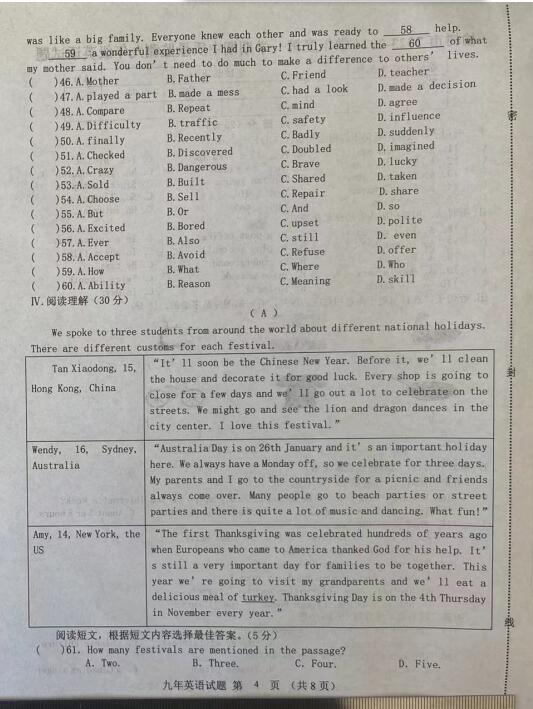 was like a big family. Everyone knew each other and was ready to 58 help.
59 a wonderful experience I had in Gary! I truly learned the 60 of what
my mother said. You don't need to do much to make a difference to others' lives.
( )46. A. Mother B. Father C. Friend D. teacher
( )47. A. played a part B. made a mess C. had a look D. made a decision
( )48. A. Compare B. Repeat C. mind D. agree
( )49. A. Difficulty B. traffic C. safety D. influence
( )50. A. finally B. Recently C. Badly D. suddenly
( )51. A. Checked B. Discovered C. Doubled D. imagined
( )52. A. Crazy B. Dangerous C. Brave D. lucky
( )53. A. Sold B. Built C. Shared D. taken
( )54. A. Choose B. Sell C. Repair D. share
( )55. A. But B. Or C. And D. so
( )56. A. Excited B. Bored C. upset D. polite
( )57. A. Ever B. Also C. still D. even
( )58. A. Accept B. Avoid C. Refuse D. offer
( )59. A. How B. What C. Where D. Who
( )60. A. Ability B. Reason C. Meaning D. skill
Ⅳ. 阅读理解(30分)
( A )
We spoke to three students from around the world about different national holidays.
There are different customs for each festival.
Tan Xiaodong, 15,
Hong Kong, China
"It'll soon be the Chinese New Year. Before it, we'll clean
the house and decorate it for good luck. Every shop is going to
close for a few days and we'll go out a lot to celebrate on the
streets. We might go and see the lion and dragon dances in the
city center. I love this festival."
Wendy, 16, Sydney,
Australia
"Australia Day is on 26th January and it's an important holiday
here. We always have a Monday off, so we celebrate for three days.
My parents and I go to the countryside for a picnic and friends
always come over. Many people go to beach parties or street
parties and there is quite a lot of music and dancing. What fun!"
Amy, 14, New York, the
US
"The first Thanksgiving was celebrated hundreds of years ago
when Europeans who came to America thanked God for his help. It'
s still a very important day for families to be together. This
year we're going to visit my grandparents and we'll eat a
delicious meal of turkey. Thanksgiving Day is on the 4th Thursday
in November every year."
阅读短文，根据短文内容选择最佳答案。(5分)
( )61. How many festivals are mentioned in the passage?
A. Two. B. Three. C. Four. D. Five.
九年英语试题 第 4 页 (共8页)
密
封
线